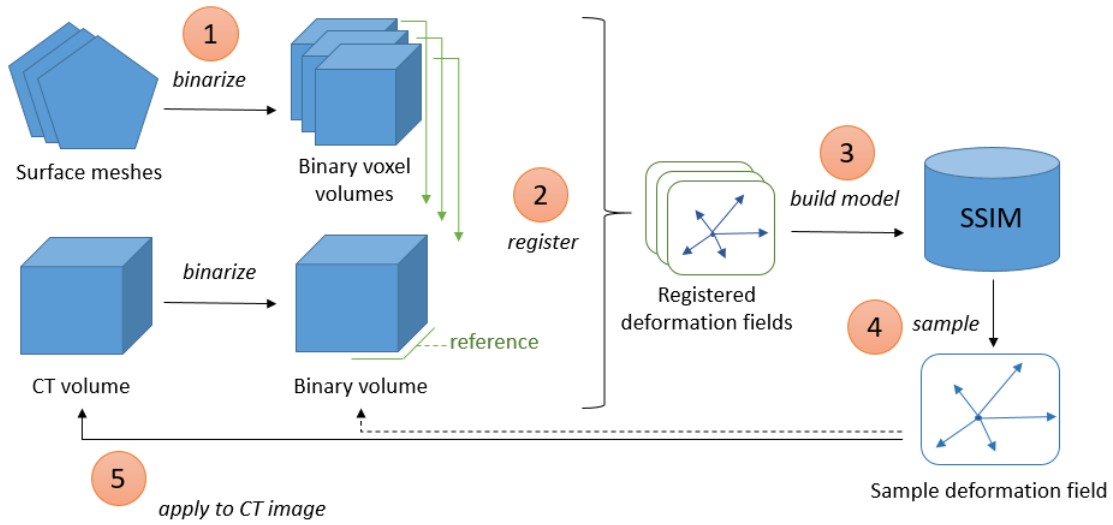 1
binarize
Surface meshes
Binary voxel
volumes
2
register
3
build model
SSIM
binarize
Registered
deformation fields
4
sample
reference
CT volume
Binary volume
5
apply to CT image
Sample deformation field